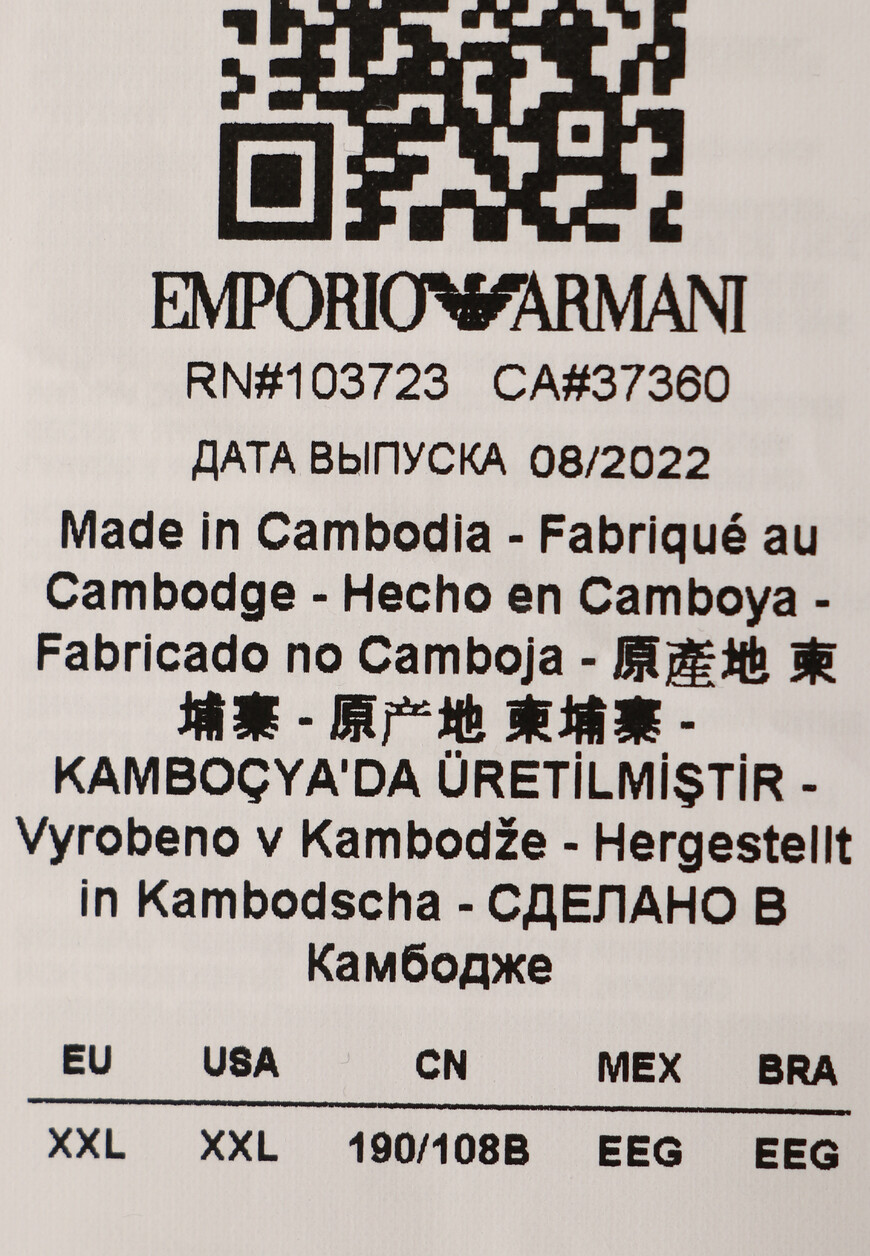 EMPORIO ARMANI
RN#103723 CA#37360
ДАТА ВЫПУСКА 08/2022
Made in Cambodia - Fabriqué au
Cambodge - Hecho en Camboya -
Fabricado no Camboja - 原產地 柬
埔寨 - 原产地 柬埔寨 -
KAMBOÇYA'DA ÜRETİLMİŞTİR -
Vyrobeno v Kambodže - Hergestellt
in Kambodscha - СДЕЛАНО В
Камбодже
EU USA CN MEX BRA
XXL XXL 190/108B EEG EEG